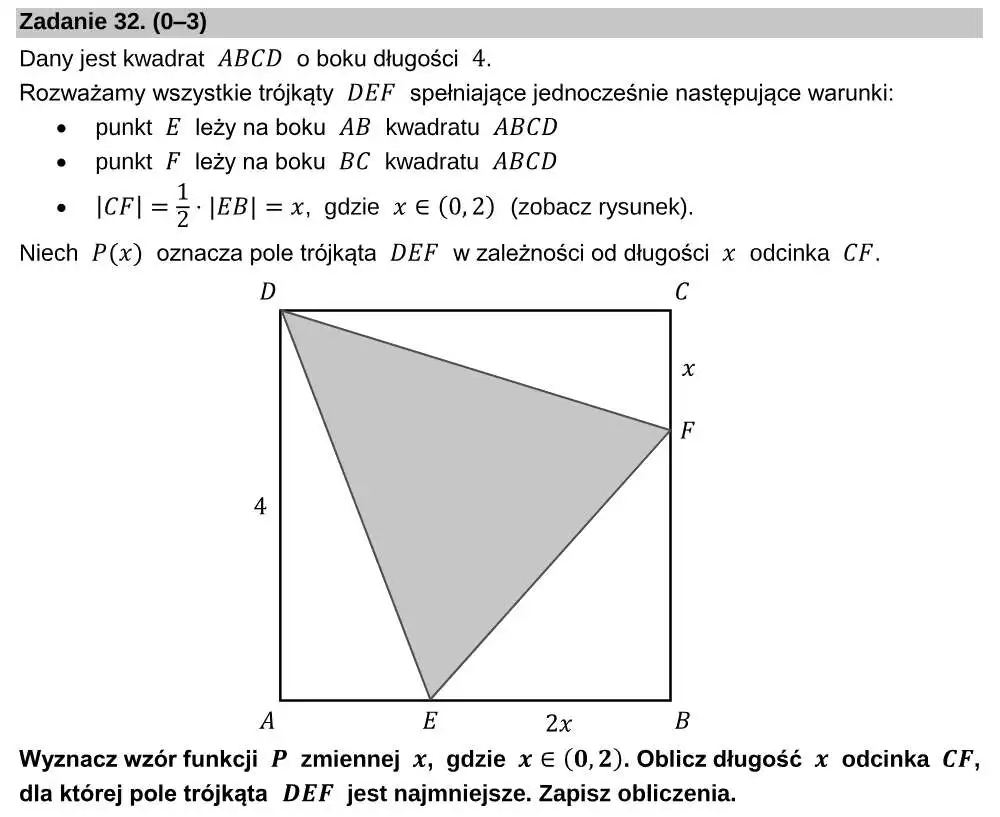 Zadanie 32. (0–3)
Dany jest kwadrat ABCD o boku długości 4.
Rozważamy wszystkie trójkąty DEF spełniające jednocześnie następujące warunki:
• punkt E leży na boku AB kwadratu ABCD
• punkt F leży na boku BC kwadratu ABCD
• |CF| = 1/2 · |EB| = x, gdzie x ∈ (0, 2) (zobacz rysunek).
Niech P(x) oznacza pole trójkąta DEF w zależności od długości x odcinka CF.
D C
x
F
4
A E 2x B
Wyznacz wzór funkcji P zmiennej x, gdzie x ∈ (0, 2). Oblicz długość x odcinka CF,
dla której pole trójkąta DEF jest najmniejsze. Zapisz obliczenia.